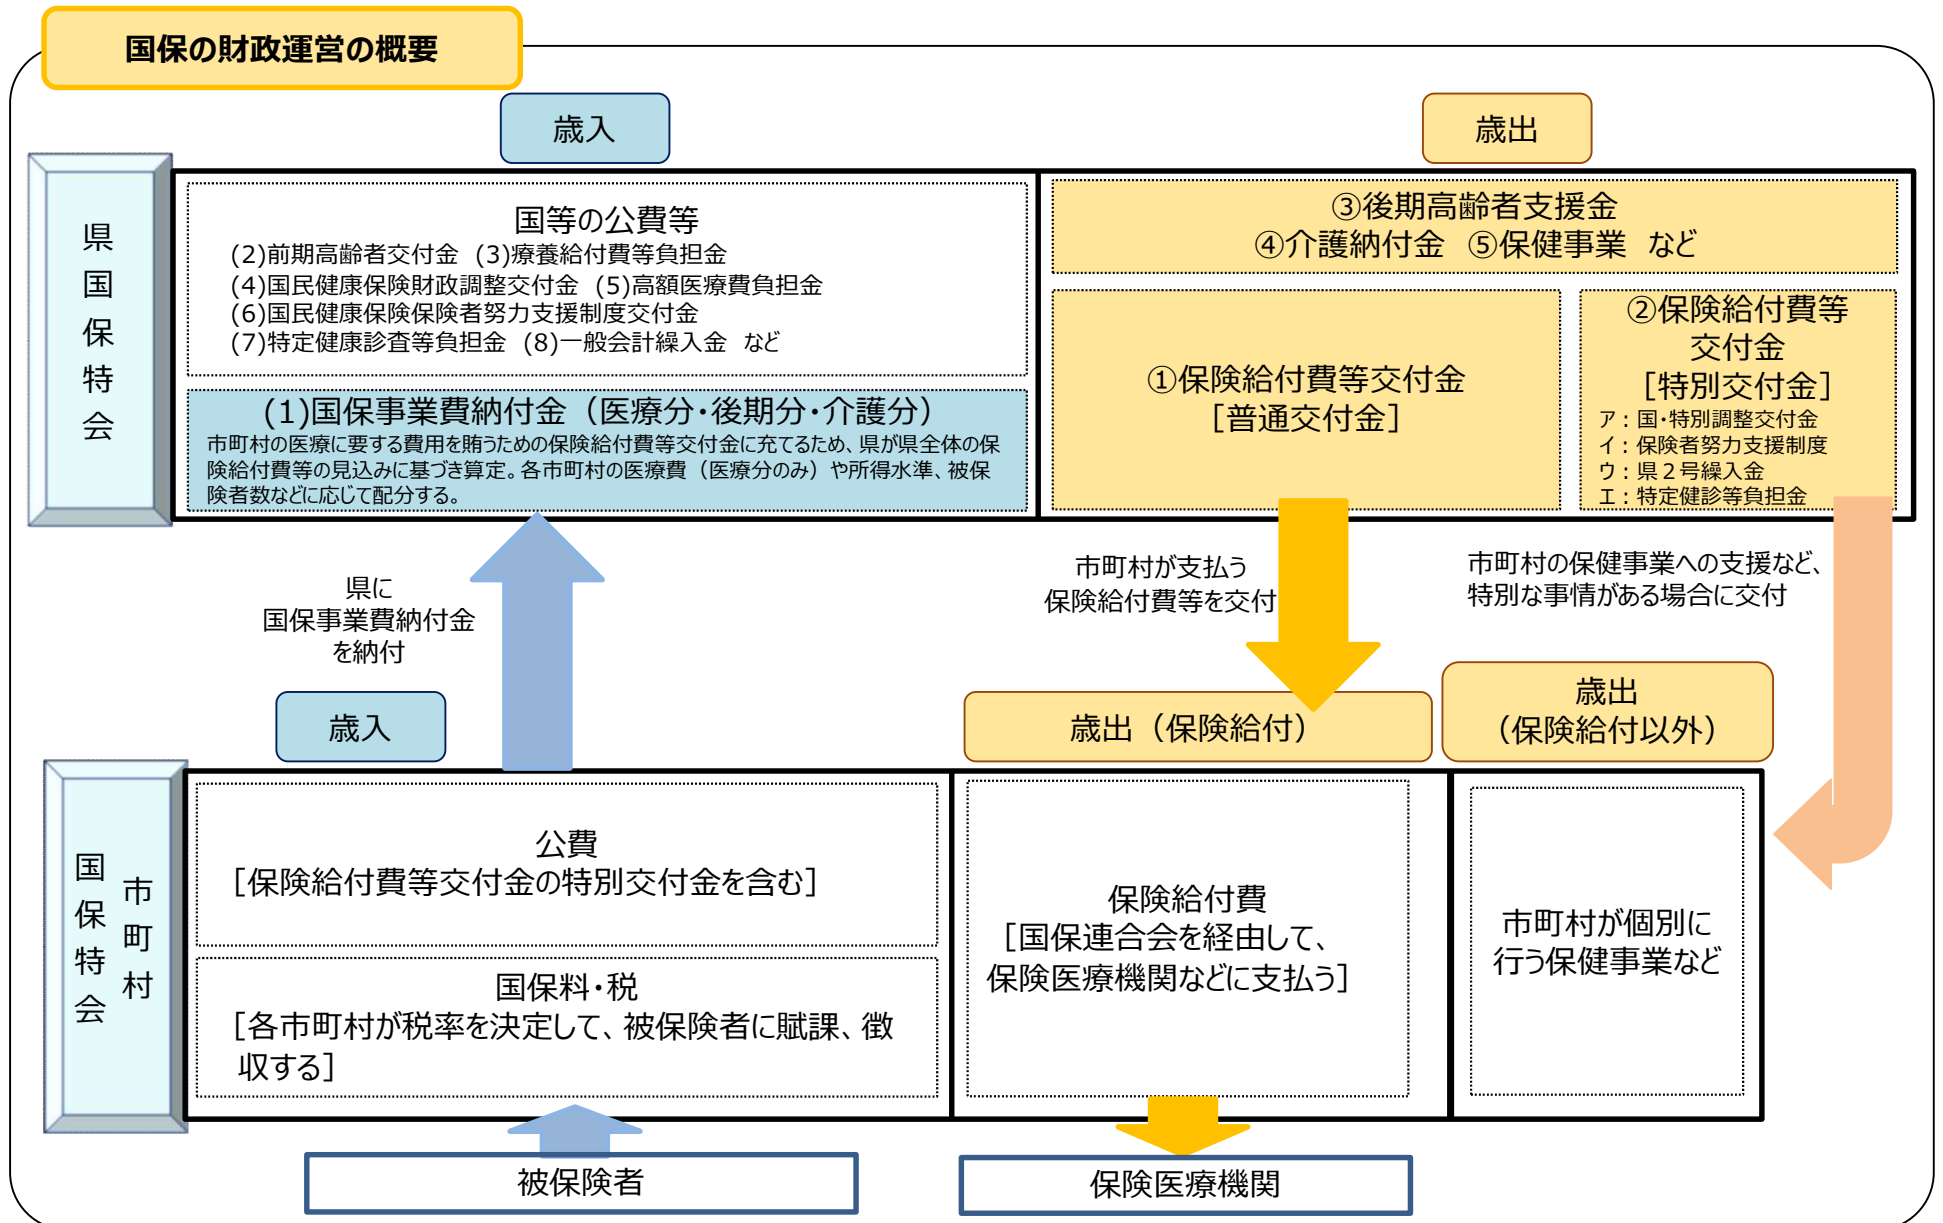 国保の財政運営の概要
歳入
歳出
県国保特会
国等の公費等
(2)前期高齢者交付金 (3)療養給付費等負担金
(4)国民健康保険財政調整交付金 (5)高額医療費負担金
(6)国民健康保険保険者努力支援制度交付金
(7)特定健康診査等負担金 (8)一般会計繰入金 など
(1)国保事業費納付金（医療分・後期分・介護分）
市町村の医療に要する費用を賄うための保険給付費等交付金に充てるため、県が県全体の保
険給付費等の見込みに基づき算定。各市町村の医療費（医療分のみ）や所得水準、被保
険者数などに応じて配分する。
③後期高齢者支援金
④介護納付金 ⑤保健事業 など
①保険給付費等交付金
［普通交付金］
②保険給付費等
交付金
［特別交付金］
ア：国・特別調整交付金
イ：保険者努力支援制度
ウ：県２号繰入金
エ：特定健診等負担金
県に
国保事業費納付金
を納付
市町村が支払う
保険給付費等を交付
市町村の保健事業への支援など、
特別な事情がある場合に交付
歳入
歳出（保険給付）
歳出
（保険給付以外）
市町村
国保特会
公費
［保険給付費等交付金の特別交付金を含む］
国保料・税
［各市町村が税率を決定して、被保険者に賦課、徴
収する］
保険給付費
［国保連合会を経由して、
保険医療機関などに支払う］
市町村が個別に
行う保健事業など
被保険者
保険医療機関